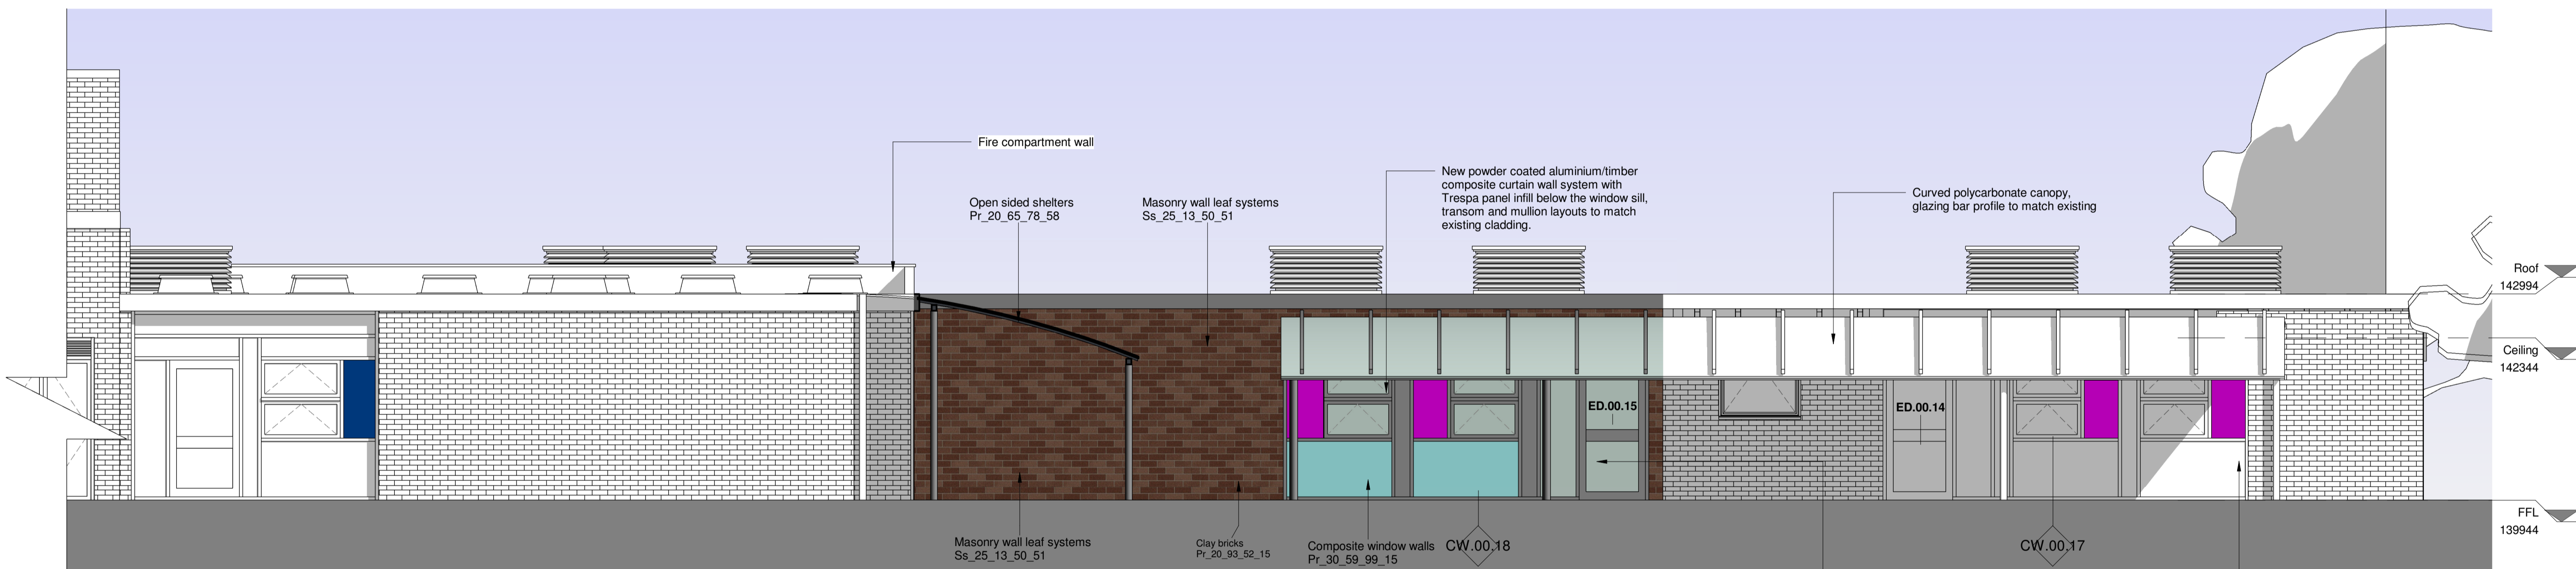 Fire compartment wall
Open sided shelters
Pr_20_65_78_58
Masonry wall leaf systems
Ss_25_13_50_51
New powder coated aluminium/timber
composite curtain wall system with
Trespa panel infill below the window sill,
transom and mullion layouts to match
existing cladding.
Curved polycarbonate canopy,
glazing bar profile to match existing
Roof
142994
Ceiling
142344
ED.00.15
ED.00.14
FFL
139944
Masonry wall leaf systems
Ss_25_13_50_51
Clay bricks
Pr_20_93_52_15
Composite window walls
Pr_30_59_99_15
CW.00.18
CW.00.17